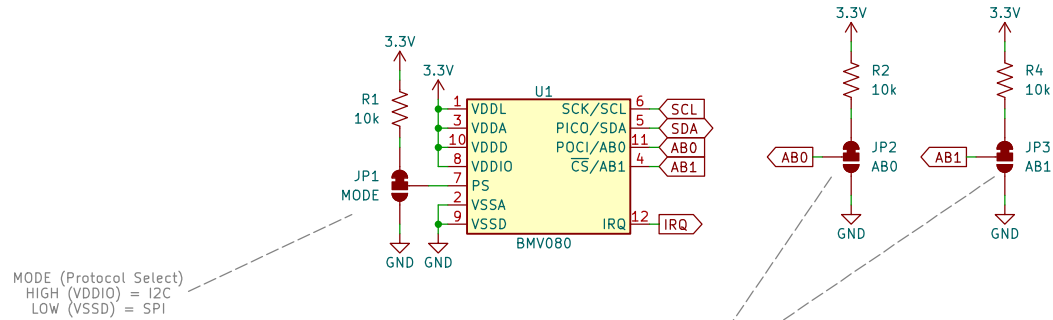 3.3V
R1
10k
JP1
MODE
GND
3.3V
U1
1 VDDL
3 VDDA
10 VDDD
8 VDDIO
7 PS
2 VSSA
9 VSSD
SCK/SCL 6 SCL
PICO/SDA 5 SDA
POCI/AB0 11 AB0
CS/AB1 4 AB1
IRQ 12 IRQ
BMV080
GND
3.3V
R2
10k
AB0
JP2
AB0
GND
3.3V
R4
10k
AB1
JP3
AB1
GND
MODE (Protocol Select)
HIGH (VDDIO) = I2C
LOW (VSSD) = SPI